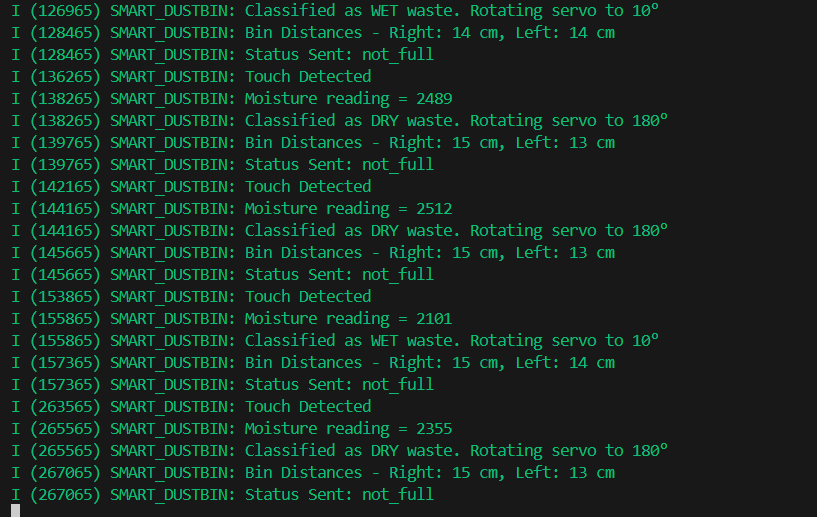 I (126965) SMART_DUSTBIN: Classified as WET waste. Rotating servo to 10º
I (128465) SMART_DUSTBIN: Bin Distances - Right: 14 cm, Left: 14 cm
I (128465) SMART_DUSTBIN: Status Sent: not_full
I (136265) SMART_DUSTBIN: Touch Detected
I (138265) SMART_DUSTBIN: Moisture reading = 2489
I (138265) SMART_DUSTBIN: Classified as DRY waste. Rotating servo to 180º
I (139765) SMART_DUSTBIN: Bin Distances - Right: 15 cm, Left: 13 cm
I (139765) SMART_DUSTBIN: Status Sent: not_full
I (142165) SMART_DUSTBIN: Touch Detected
I (144165) SMART_DUSTBIN: Moisture reading = 2512
I (144165) SMART_DUSTBIN: Classified as DRY waste. Rotating servo to 180º
I (145665) SMART_DUSTBIN: Bin Distances - Right: 15 cm, Left: 13 cm
I (145665) SMART_DUSTBIN: Status Sent: not_full
I (153865) SMART_DUSTBIN: Touch Detected
I (155865) SMART_DUSTBIN: Moisture reading = 2101
I (155865) SMART_DUSTBIN: Classified as WET waste. Rotating servo to 10º
I (157365) SMART_DUSTBIN: Bin Distances - Right: 15 cm, Left: 14 cm
I (157365) SMART_DUSTBIN: Status Sent: not_full
I (263565) SMART_DUSTBIN: Touch Detected
I (265565) SMART_DUSTBIN: Moisture reading = 2355
I (265565) SMART_DUSTBIN: Classified as DRY waste. Rotating servo to 180º
I (267065) SMART_DUSTBIN: Bin Distances - Right: 15 cm, Left: 13 cm
I (267065) SMART_DUSTBIN: Status Sent: not_full